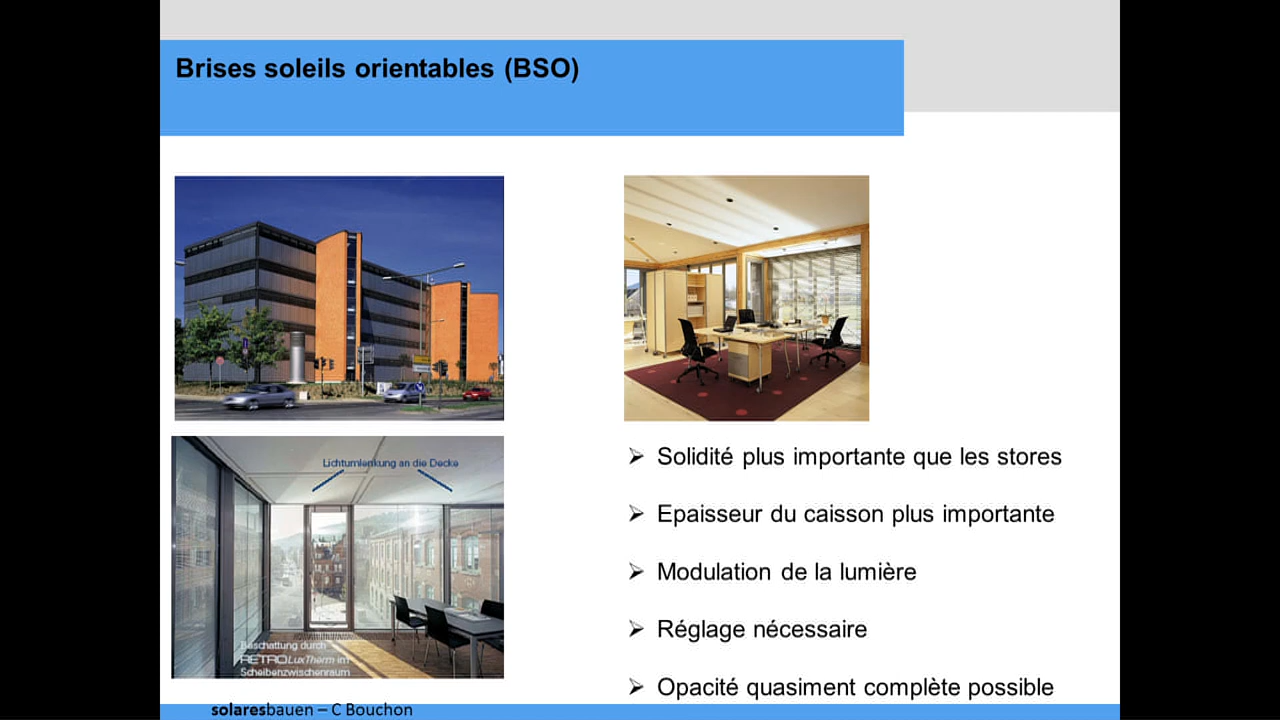 Brises soleils orientables (BSO)
Lichtumlenkung an die Decke
Beschattung durch
RETROLuxTherm im
Scheibenzwischenraum
Solidité plus importante que les stores
Epaisseur du caisson plus importante
Modulation de la lumière
Réglage nécessaire
Opacité quasiment complète possible
solaresbauen – C Bouchon